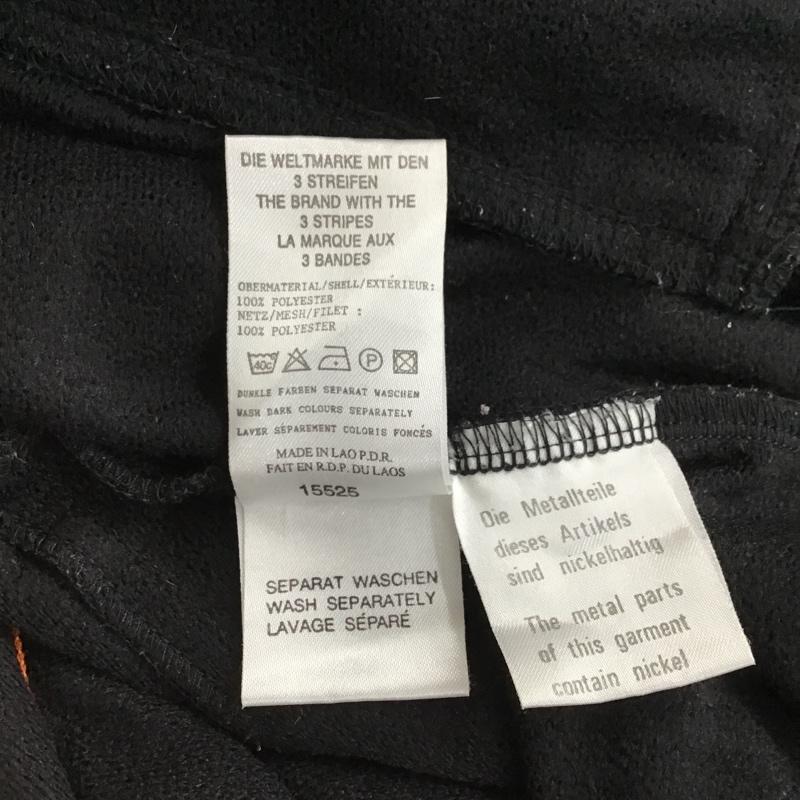 DIE WELTMARKE MIT DEN
3 STREIFEN
THE BRAND WITH THE
3 STRIPES
LA MARQUE AUX
3 BANDES
OBERMATERIAL/SHELL/EXTÉRIEUR:
100% POLYESTER
NETZ/MESH/FILET :
100% POLYESTER
40c P
DUNKLE FARBEN SEPARAT WASCHEN
WASH DARK COLOURS SEPARATELY
LAVER SÉPAREMENT COLORIS FONCÉS
MADE IN LAO P.D.R.
FAIT EN R.D.P. DU LAOS
15525
SEPARAT WASCHEN
WASH SEPARATELY
LAVAGE SÉPARÉ
Die Metallteile
dieses Artikels
sind nickelhaltig
The metal parts
of this garment
contain nickel